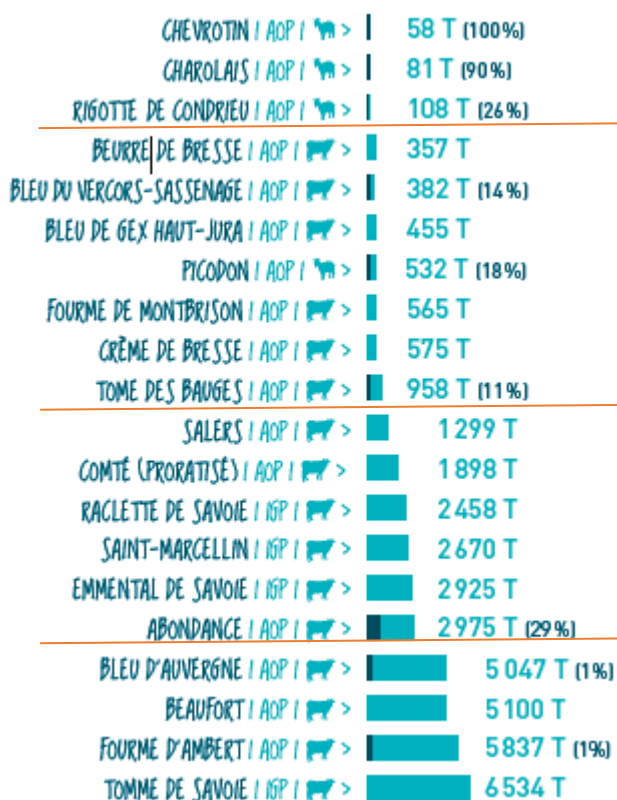 CHEVROTIN | AOP | > 58 T (100%)
CHAROLAIS | AOP | > 81 T (90%)
RIGOTTE DE CONDRIEU | AOP | > 108 T (26%)
BEURRE DE BRESSE | AOP | > 357 T
BLEU DU VERCORS-SASSENAGE | AOP | > 382 T (14%)
BLEU DE GEX HAUT-JURA | AOP | > 455 T
PICODON | AOP | > 532 T (18%)
FOURME DE MONTBRISON | AOP | > 565 T
CRÈME DE BRESSE | AOP | > 575 T
TOME DES BAUGES | AOP | > 958 T (11%)
SALERS | AOP | > 1 299 T
COMTÉ (PRORATISÉ) | AOP | > 1 898 T
RACLETTE DE SAVOIE | IGP | > 2 458 T
SAINT-MARCELLIN | IGP | > 2 670 T
EMMENTAL DE SAVOIE | IGP | > 2 925 T
ABONDANCE | AOP | > 2 975 T (29%)
BLEU D'AUVERGNE | AOP | > 5 047 T (1%)
BEAUFORT | AOP | > 5 100 T
FOURME D'AMBERT | AOP | > 5 837 T (1%)
TOMME DE SAVOIE | IGP | > 6 534 T